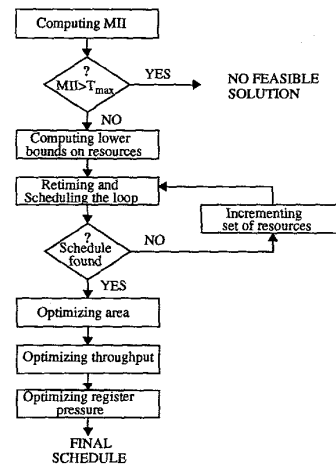 Computing MII
?
MII>Tmax
YES
NO FEASIBLE
SOLUTION
NO
Computing lower
bounds on resources
Retiming and
Scheduling the loop
Incrementing
set of resources
?
Schedule
found
NO
YES
Optimizing area
Optimizing throughput
Optimizing register
pressure
FINAL
SCHEDULE